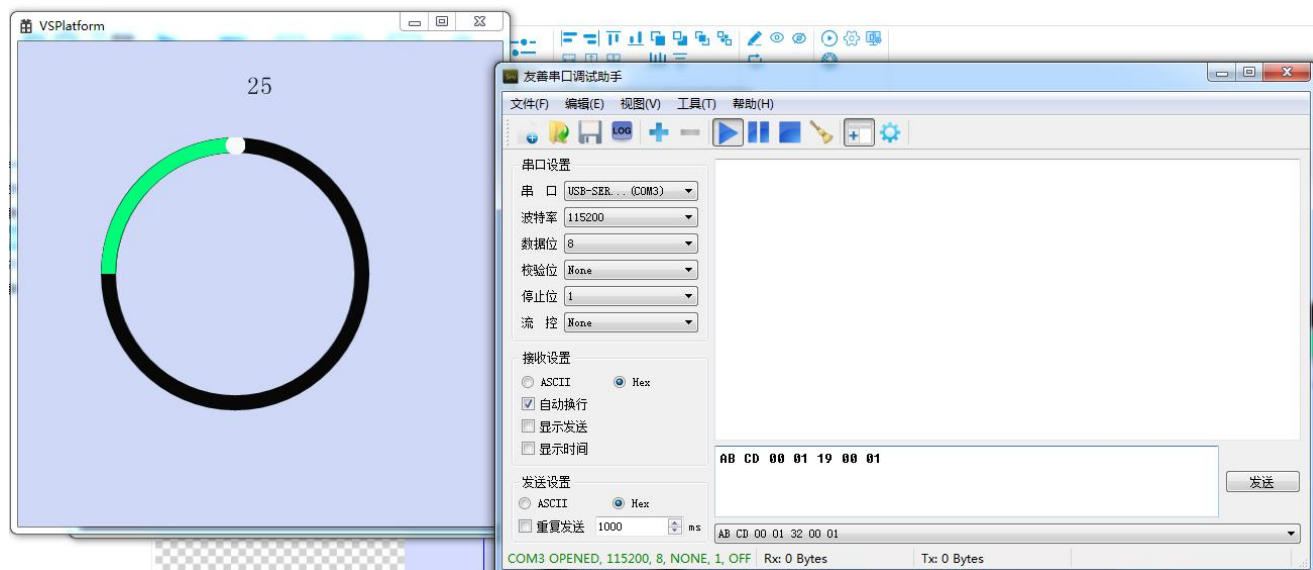 VSPlatform
25
友善串口调试助手
文件(F) 编辑(E) 视图(V) 工具(T) 帮助(H)
LOG
串口设置
串 口 USB-SER...(COM3)
波特率 115200
数据位 8
校验位 None
停止位 1
流 控 None
接收设置
ASCII Hex
自动换行
显示发送
显示时间
AB CD 00 01 19 00 01
发送
发送设置
ASCII Hex
重复发送 1000 ms
AB CD 00 01 32 00 01
COM3 OPENED, 115200, 8, NONE, 1, OFF Rx: 0 Bytes Tx: 0 Bytes